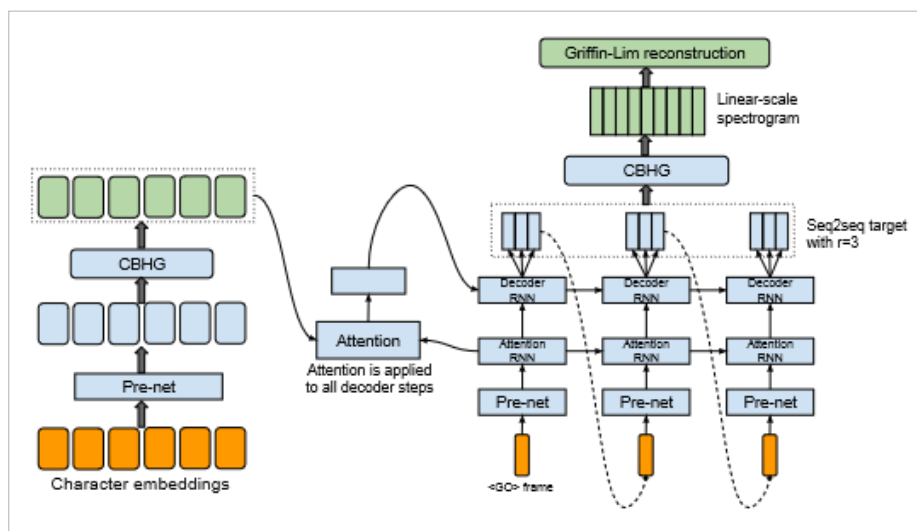 Griffin-Lim reconstruction
Linear-scale
spectrogram
CBHG
Seq2seq target
with r=3
CBHG
Decoder
RNN
Decoder
RNN
Decoder
RNN
Attention
Attention
RNN
Attention
RNN
Attention
RNN
Attention is applied
to all decoder steps
Pre-net
Pre-net
Pre-net
Pre-net
Character embeddings
<GO> frame